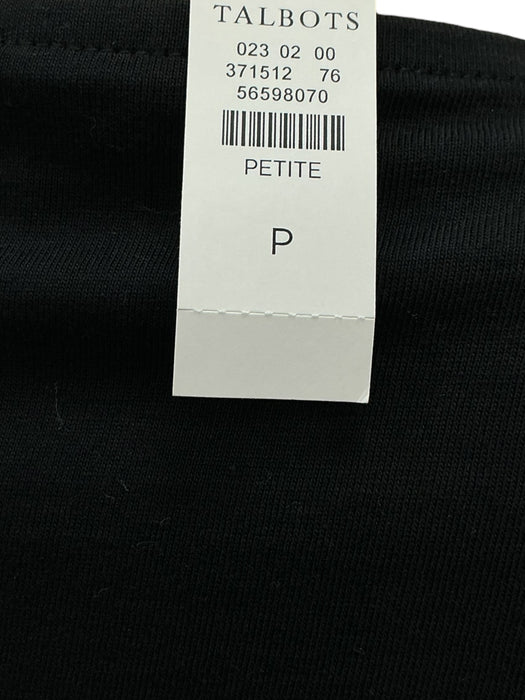 TALBOTS
023 02 00
371512 76
56598070
PETITE
P